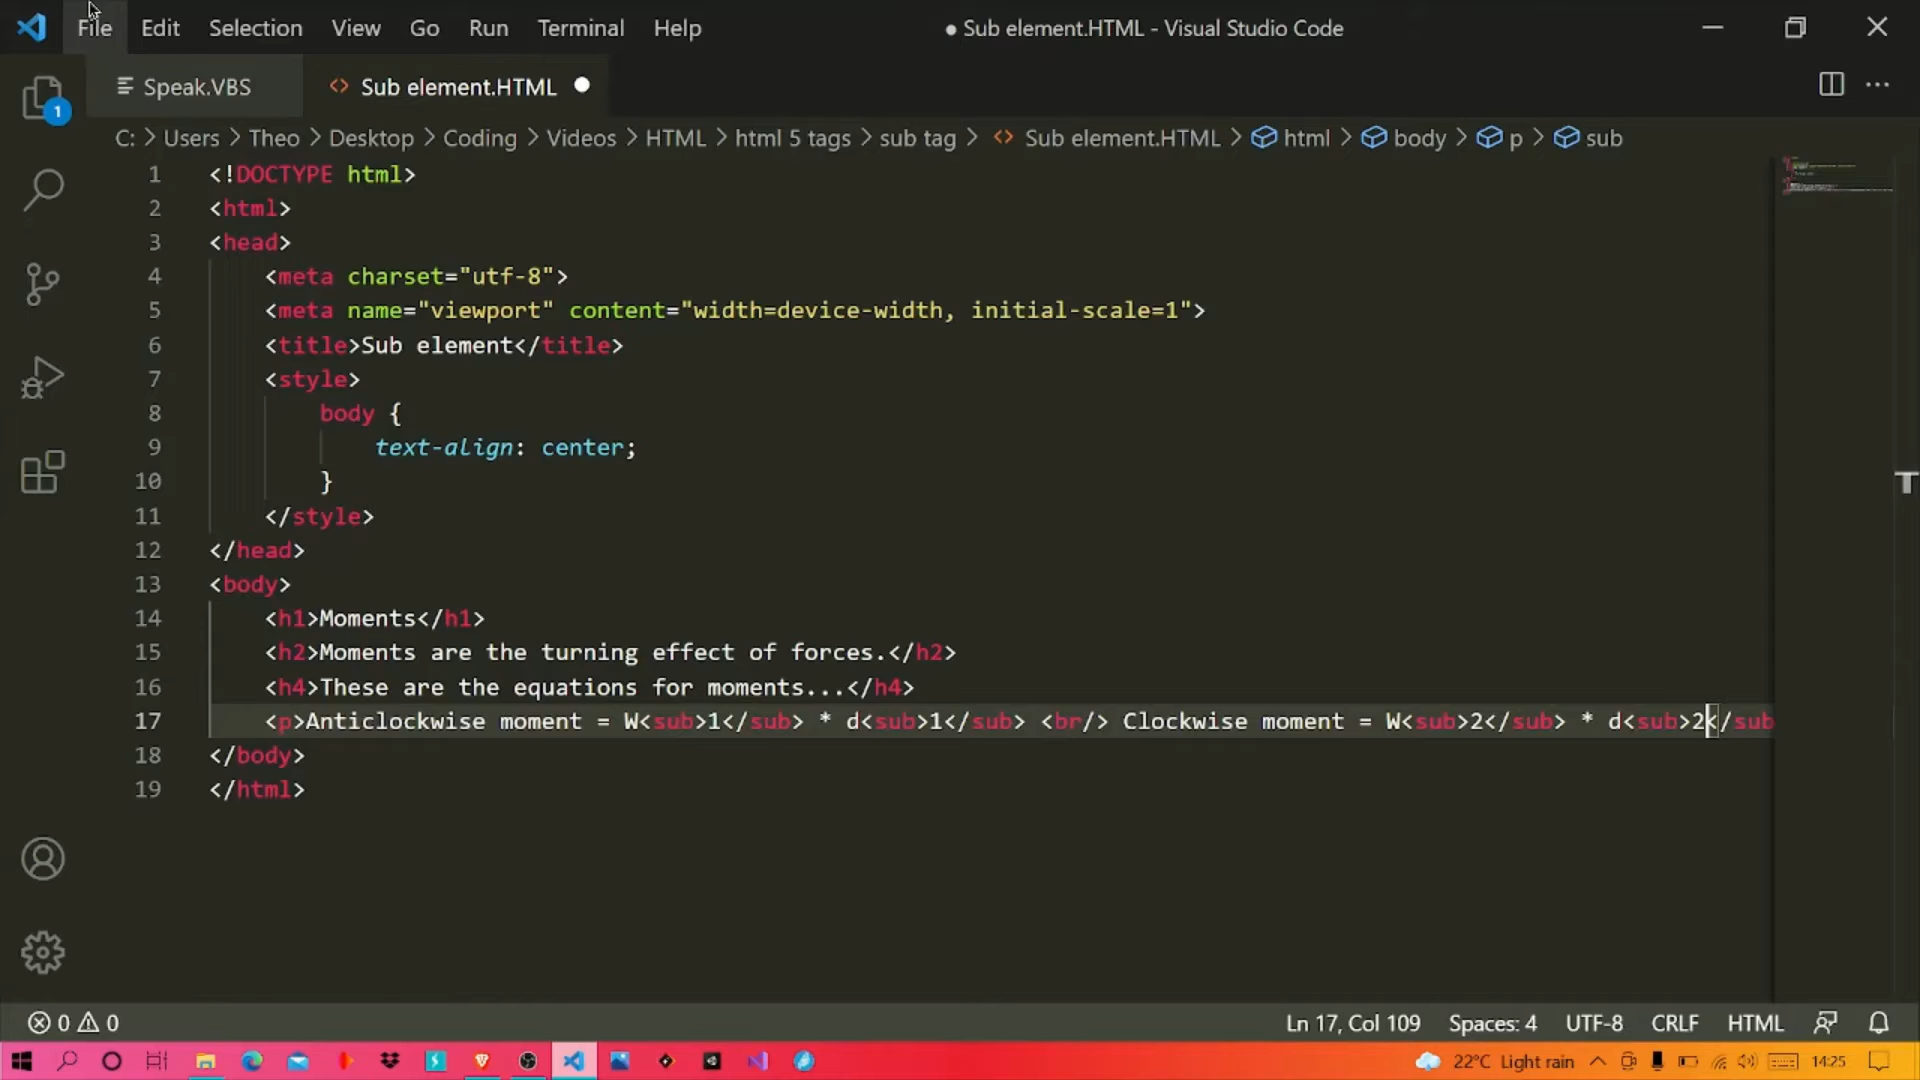 File Edit Selection View Go Run Terminal Help ● Sub element.HTML - Visual Studio Code
Speak.VBS <> Sub element.HTML ●
1
C: > Users > Theo > Desktop > Coding > Videos > HTML > html 5 tags > sub tag > <> Sub element.HTML > html > body > p > sub
1 <!DOCTYPE html>
2 <html>
3 <head>
4 <meta charset="utf-8">
5 <meta name="viewport" content="width=device-width, initial-scale=1">
6 <title>Sub element</title>
7 <style>
8 body {
9 text-align: center;
10 }
11 </style>
12 </head>
13 <body>
14 <h1>Moments</h1>
15 <h2>Moments are the turning effect of forces.</h2>
16 <h4>These are the equations for moments...</h4>
17 <p>Anticlockwise moment = W<sub>1</sub> * d<sub>1</sub> <br/> Clockwise moment = W<sub>2</sub> * d<sub>2</sub
18 </body>
19 </html>
0 0 Ln 17, Col 109 Spaces: 4 UTF-8 CRLF HTML
22°C Light rain 14:25